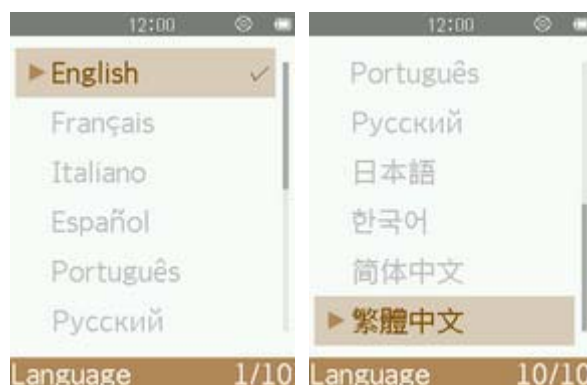 12:00
English
Français
Italiano
Español
Português
Русский
Language 1/10
12:00
Português
Русский
日本語
한국어
简体中文
繁體中文
Language 10/10